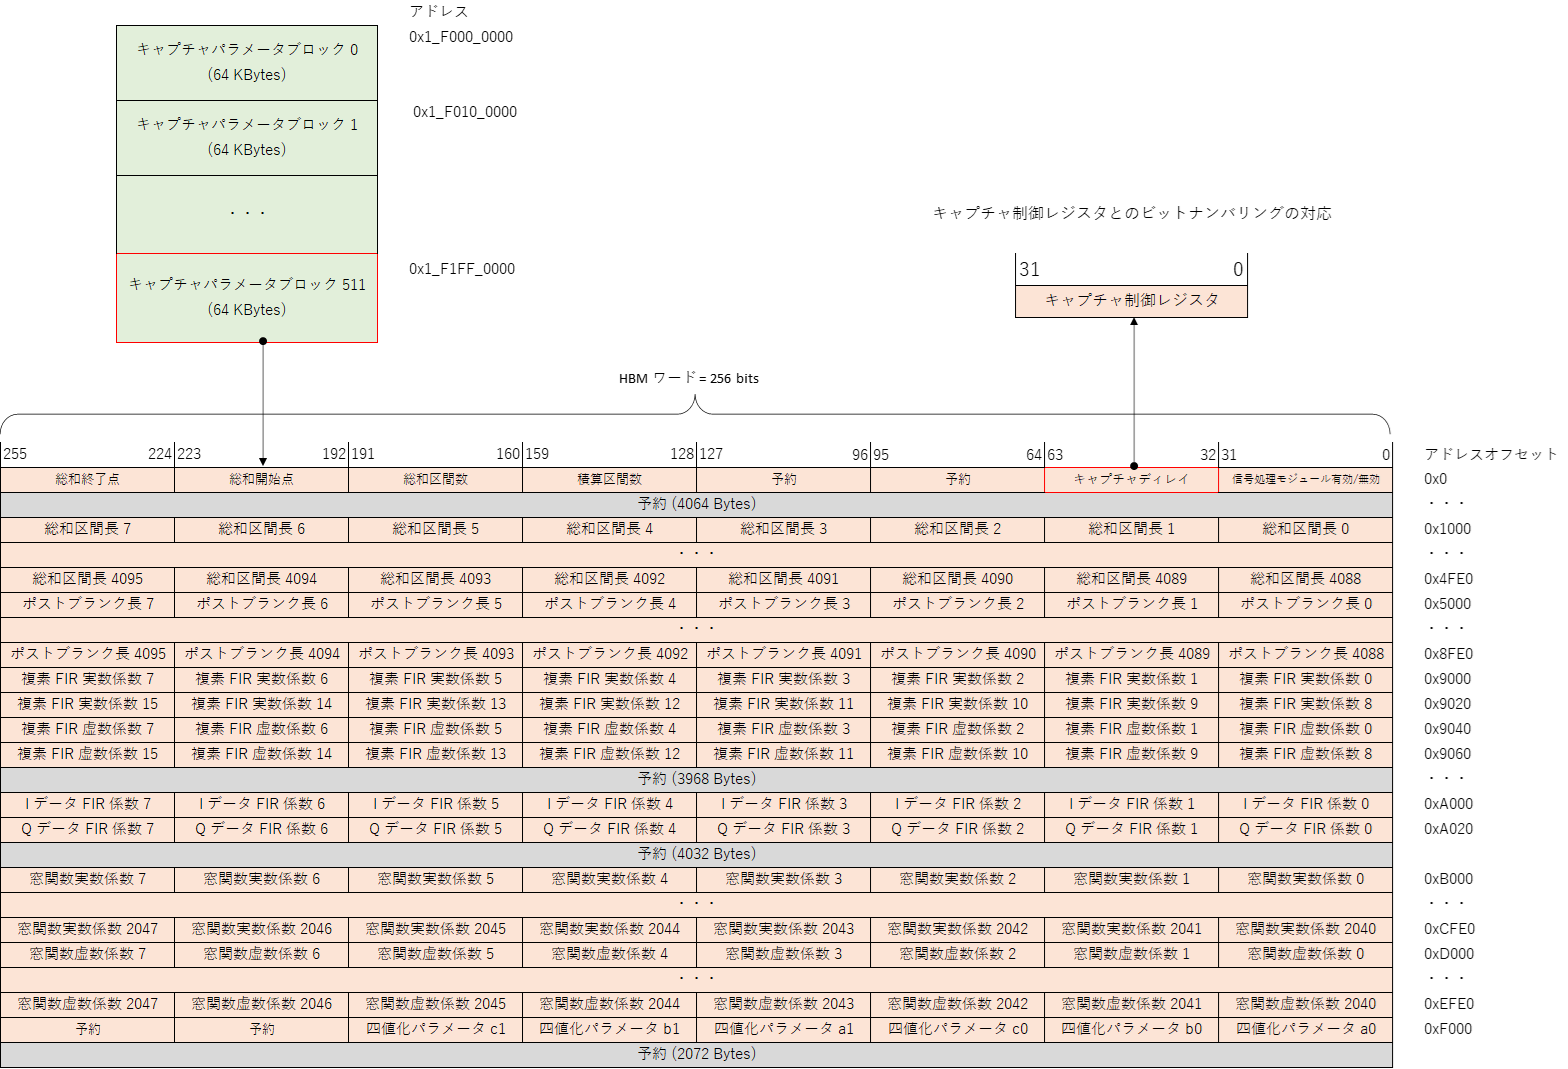 アドレス
キャプチャパラメータブロック 0
(64 KBytes)
0x1_F000_0000
キャプチャパラメータブロック 1
(64 KBytes)
0x1_F010_0000
・・・
キャプチャパラメータブロック 511
(64 KBytes)
0x1_F1FF_0000
キャプチャ制御レジスタとのビットナンバリングの対応
31 0
キャプチャ制御レジスタ
HBM ワード = 256 bits
255 224 223 192 191 160 159 128 127 96 95 64 63 32 31 0 アドレスオフセット
総和終了点 総和開始点 総和区間数 積算区間数 予約 予約 キャプチャディレイ 信号処理モジュール有効/無効 0x0
予約 (4064 Bytes) ・・・
総和区間長 7 総和区間長 6 総和区間長 5 総和区間長 4 総和区間長 3 総和区間長 2 総和区間長 1 総和区間長 0 0x1000
・・・ ・・・
総和区間長 4095 総和区間長 4094 総和区間長 4093 総和区間長 4092 総和区間長 4091 総和区間長 4090 総和区間長 4089 総和区間長 4088 0x4FE0
ポストブランク長 7 ポストブランク長 6 ポストブランク長 5 ポストブランク長 4 ポストブランク長 3 ポストブランク長 2 ポストブランク長 1 ポストブランク長 0 0x5000
・・・ ・・・
ポストブランク長 4095 ポストブランク長 4094 ポストブランク長 4093 ポストブランク長 4092 ポストブランク長 4091 ポストブランク長 4090 ポストブランク長 4089 ポストブランク長 4088 0x8FE0
複素 FIR 実数係数 7 複素 FIR 実数係数 6 複素 FIR 実数係数 5 複素 FIR 実数係数 4 複素 FIR 実数係数 3 複素 FIR 実数係数 2 複素 FIR 実数係数 1 複素 FIR 実数係数 0 0x9000
複素 FIR 実数係数 15 複素 FIR 実数係数 14 複素 FIR 実数係数 13 複素 FIR 実数係数 12 複素 FIR 実数係数 11 複素 FIR 実数係数 10 複素 FIR 実数係数 9 複素 FIR 実数係数 8 0x9020
複素 FIR 虚数係数 7 複素 FIR 虚数係数 6 複素 FIR 虚数係数 5 複素 FIR 虚数係数 4 複素 FIR 虚数係数 3 複素 FIR 虚数係数 2 複素 FIR 虚数係数 1 複素 FIR 虚数係数 0 0x9040
複素 FIR 虚数係数 15 複素 FIR 虚数係数 14 複素 FIR 虚数係数 13 複素 FIR 虚数係数 12 複素 FIR 虚数係数 11 複素 FIR 虚数係数 10 複素 FIR 虚数係数 9 複素 FIR 虚数係数 8 0x9060
予約 (3968 Bytes) ・・・
I データ FIR 係数 7 I データ FIR 係数 6 I データ FIR 係数 5 I データ FIR 係数 4 I データ FIR 係数 3 I データ FIR 係数 2 I データ FIR 係数 1 I データ FIR 係数 0 0xA000
Q データ FIR 係数 7 Q データ FIR 係数 6 Q データ FIR 係数 5 Q データ FIR 係数 4 Q データ FIR 係数 3 Q データ FIR 係数 2 Q データ FIR 係数 1 Q データ FIR 係数 0 0xA020
予約 (4032 Bytes)
窓関数実数係数 7 窓関数実数係数 6 窓関数実数係数 5 窓関数実数係数 4 窓関数実数係数 3 窓関数実数係数 2 窓関数実数係数 1 窓関数実数係数 0 0xB000
・・・ ・・・
窓関数実数係数 2047 窓関数実数係数 2046 窓関数実数係数 2045 窓関数実数係数 2044 窓関数実数係数 2043 窓関数実数係数 2042 窓関数実数係数 2041 窓関数実数係数 2040 0xCFE0
窓関数虚数係数 7 窓関数虚数係数 6 窓関数虚数係数 5 窓関数虚数係数 4 窓関数虚数係数 3 窓関数虚数係数 2 窓関数虚数係数 1 窓関数虚数係数 0 0xD000
・・・ ・・・
窓関数虚数係数 2047 窓関数虚数係数 2046 窓関数虚数係数 2045 窓関数虚数係数 2044 窓関数虚数係数 2043 窓関数虚数係数 2042 窓関数虚数係数 2041 窓関数虚数係数 2040 0xEFE0
予約 予約 四値化パラメータ c1 四値化パラメータ b1 四値化パラメータ a1 四値化パラメータ c0 四値化パラメータ b0 四値化パラメータ a0 0xF000
予約 (2072 Bytes)